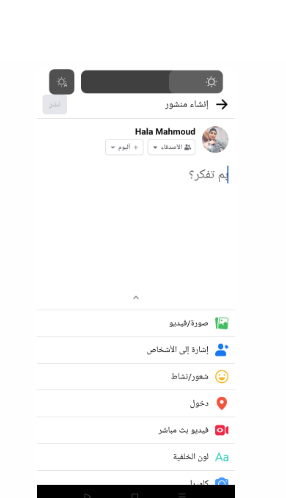 إنشاء منشور
نشر
Hala Mahmoud
الأصدقاء
+ ألبوم
بم تفكر؟
صورة/فيديو
إشارة إلى الأشخاص
شعور/نشاط
دخول
فيديو بث مباشر
Aa لون الخلفية
كاميرا